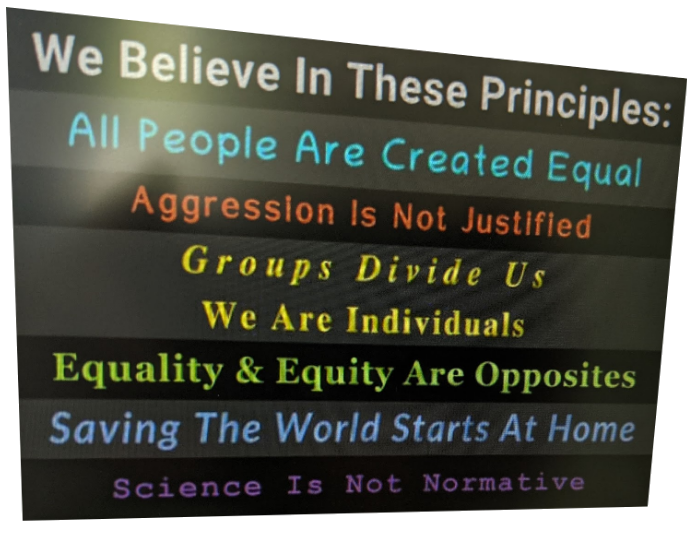 We Believe In These Principles:
All People Are Created Equal
Aggression Is Not Justified
Groups Divide Us
We Are Individuals
Equality & Equity Are Opposites
Saving The World Starts At Home
Science Is Not Normative